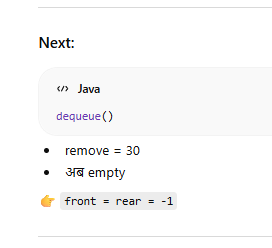 Next:
</> Java
dequeue()
• remove = 30
• अब empty
👉 front = rear = -1